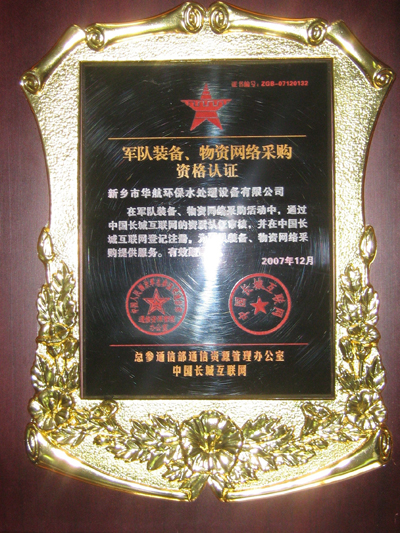 证书编号：ZGB-07120132
军队装备、物资网络采购
资格认证
新乡市华航环保水处理设备有限公司
在军队装备、物资网络采购活动中，通过
中国长城互联网的资质认证审核，并在中国长
城互联网登记注册，为军队装备、物资网络采
购提供服务。有效期
2007年12月
中国长城互联网
总参通信部通信资源管理办公室
中国长城互联网